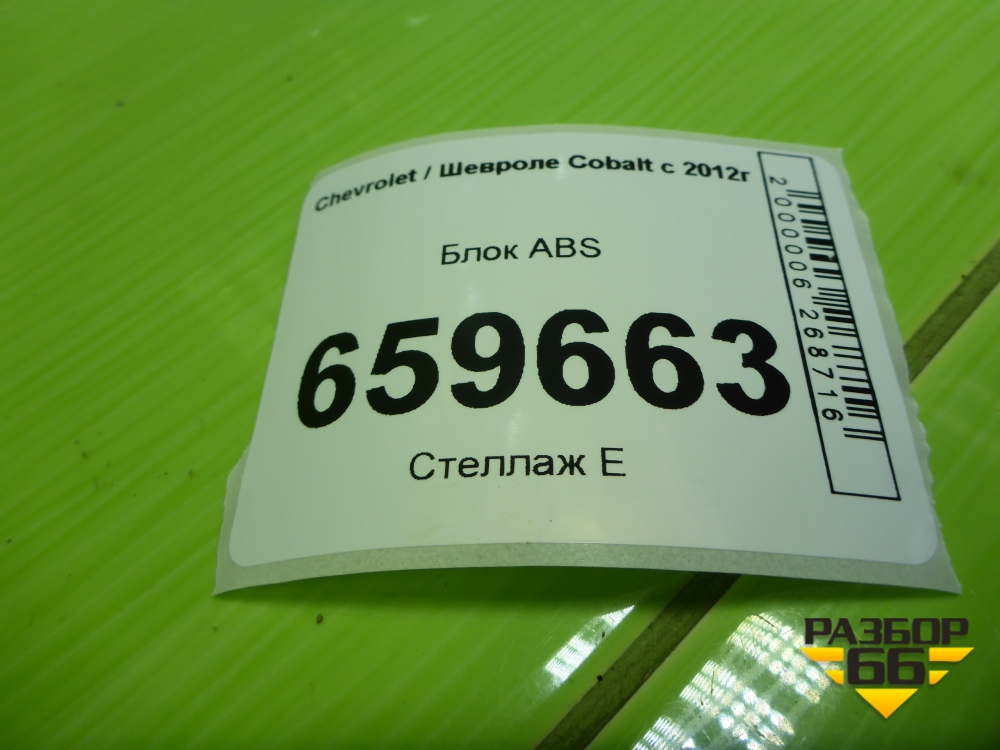 Chevrolet / Шевроле Cobalt с 2012г
Блок ABS
659663
Стеллаж Е
2000006268716
РАЗБОР
66